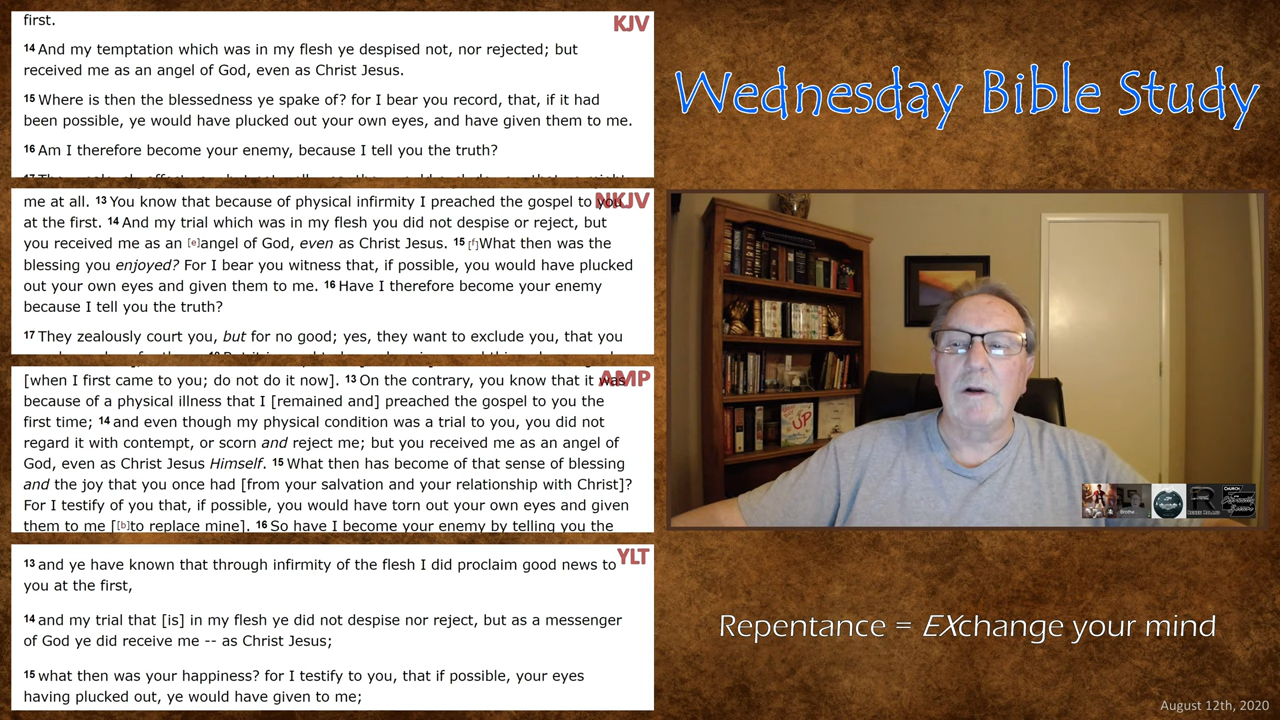 first.
KJV
14 And my temptation which was in my flesh ye despised not, nor rejected; but
received me as an angel of God, even as Christ Jesus.
15 Where is then the blessedness ye spake of? for I bear you record, that, if it had
been possible, ye would have plucked out your own eyes, and have given them to me.
16 Am I therefore become your enemy, because I tell you the truth?
me at all. 13 You know that because of physical infirmity I preached the gospel to you
NKJV
at the first. 14 And my trial which was in my flesh you did not despise or reject, but
you received me as an [e]angel of God, even as Christ Jesus. 15 [f]What then was the
blessing you enjoyed? For I bear you witness that, if possible, you would have plucked
out your own eyes and given them to me. 16 Have I therefore become your enemy
because I tell you the truth?
17 They zealously court you, but for no good; yes, they want to exclude you, that you
[when I first came to you; do not do it now]. 13 On the contrary, you know that it was
AMP
because of a physical illness that I [remained and] preached the gospel to you the
first time; 14 and even though my physical condition was a trial to you, you did not
regard it with contempt, or scorn and reject me; but you received me as an angel of
God, even as Christ Jesus Himself. 15 What then has become of that sense of blessing
and the joy that you once had [from your salvation and your relationship with Christ]?
For I testify of you that, if possible, you would have torn out your own eyes and given
them to me [[b]to replace mine]. 16 So have I become your enemy by telling you the
13 and ye have known that through infirmity of the flesh I did proclaim good news to
YLT
you at the first,
14 and my trial that [is] in my flesh ye did not despise nor reject, but as a messenger
of God ye did receive me -- as Christ Jesus;
15 what then was your happiness? for I testify to you, that if possible, your eyes
having plucked out, ye would have given to me;
Wednesday Bible Study
UP
Brothe...
CHURCH
Repentance = EXchange your mind
August 12th, 2020